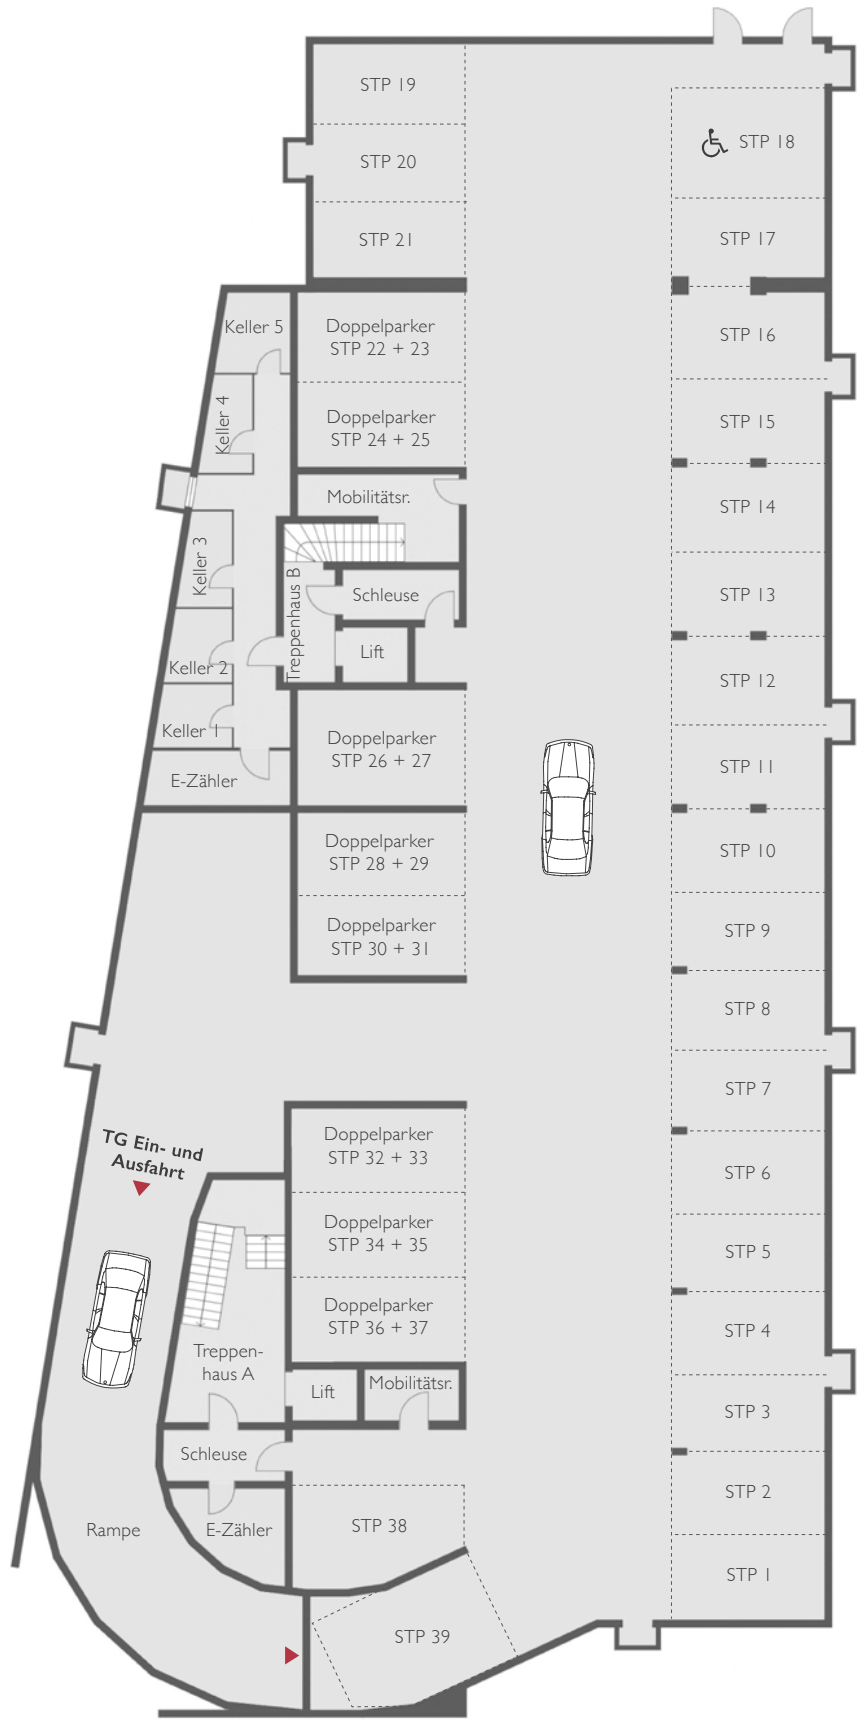 STP 19
STP 18
STP 20
STP 21
STP 17
Keller 5
Doppelparker
STP 22 + 23
STP 16
Keller 4
Doppelparker
STP 24 + 25
STP 15
Mobilitätsr.
STP 14
Keller 3
Treppenhaus B
Schleuse
STP 13
Lift
Keller 2
STP 12
Keller 1
Doppelparker
STP 26 + 27
STP 11
E-Zähler
Doppelparker
STP 28 + 29
STP 10
Doppelparker
STP 30 + 31
STP 9
STP 8
STP 7
TG Ein- und
Ausfahrt
Doppelparker
STP 32 + 33
STP 6
Doppelparker
STP 34 + 35
STP 5
Doppelparker
STP 36 + 37
STP 4
Treppen-
haus A
Lift
Mobilitätsr.
STP 3
Schleuse
STP 2
Rampe
E-Zähler
STP 38
STP 1
STP 39